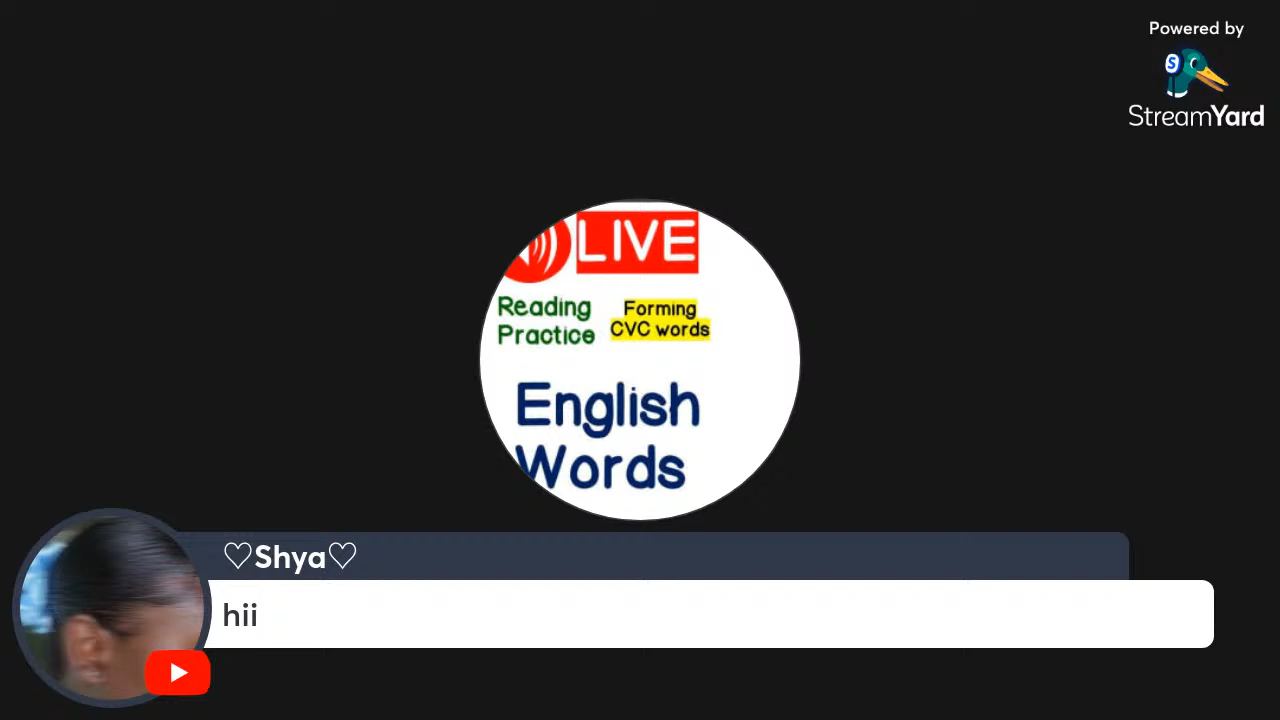 Powered by
S
StreamYard
LIVE
Reading
Practice
Forming
CVC words
English
Words
♡Shya♡
hii